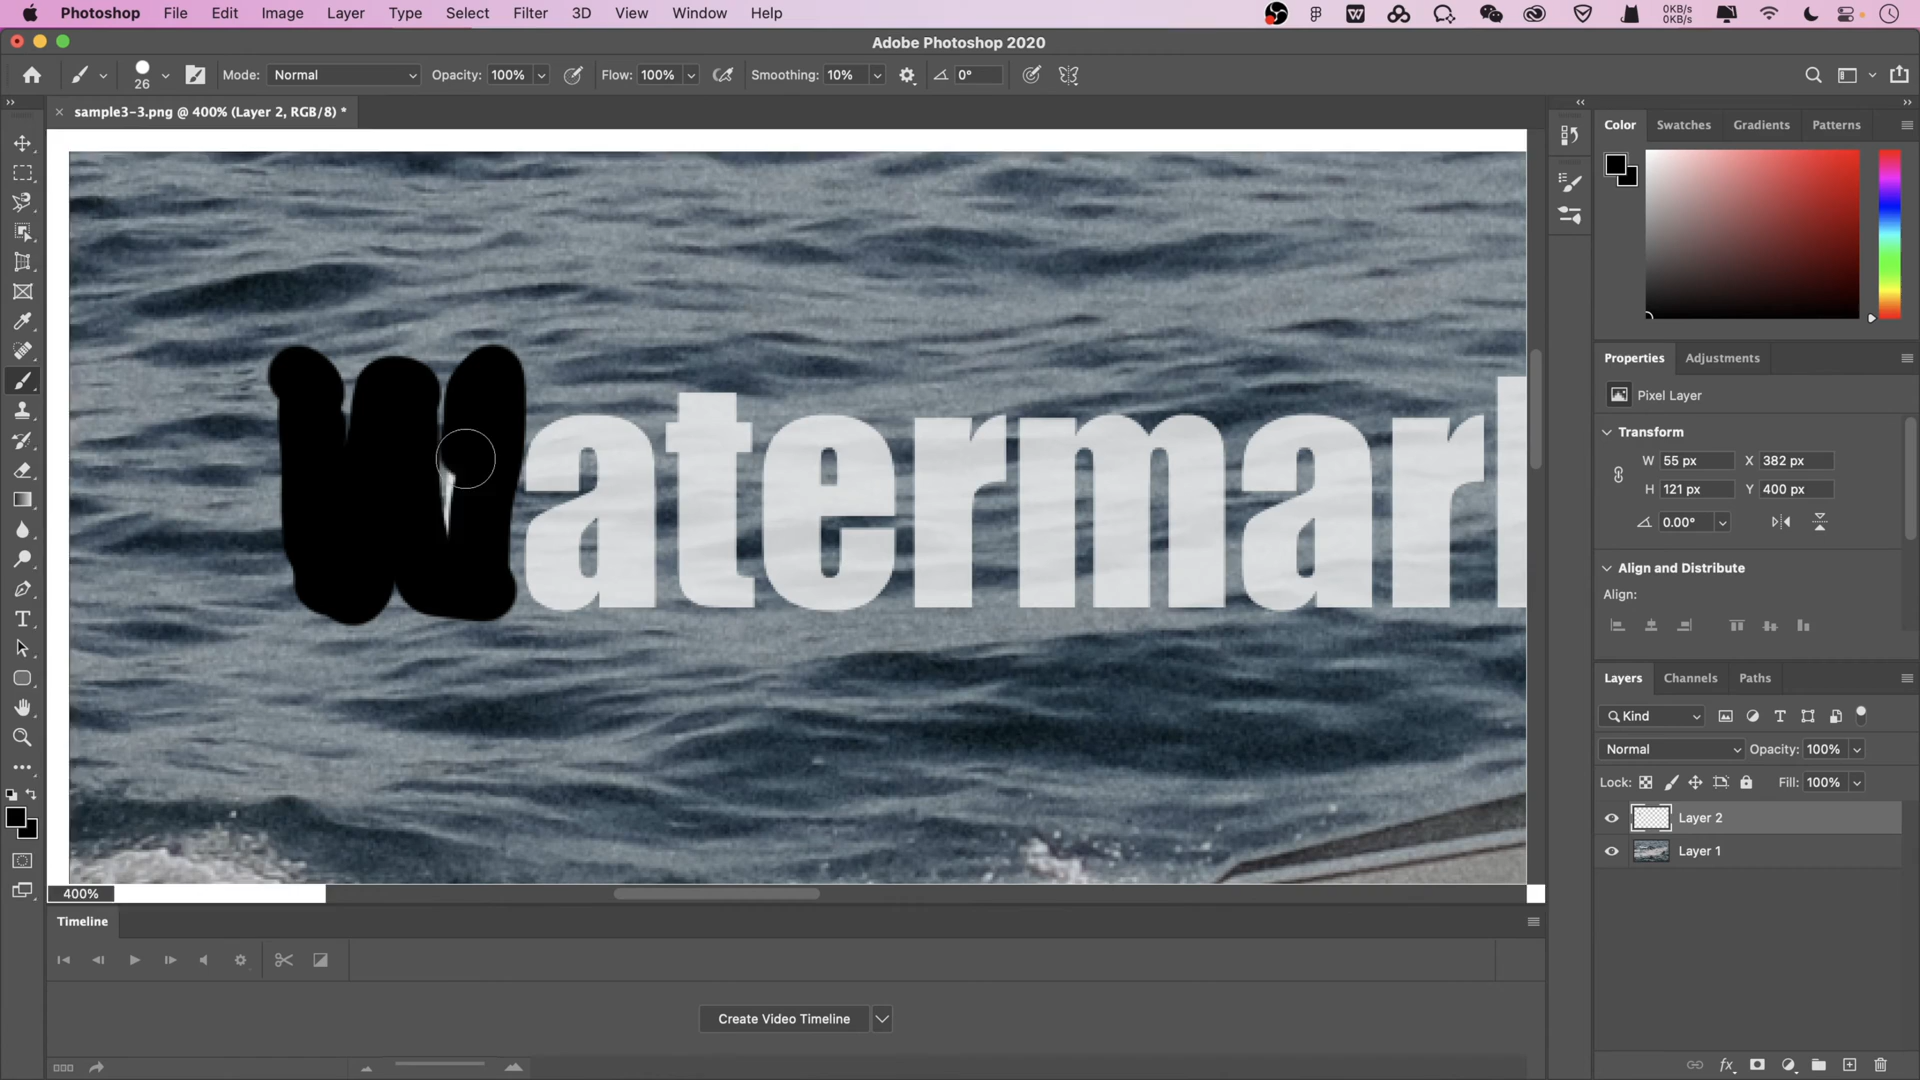 Photoshop File Edit Image Layer Type Select Filter 3D View Window Help 0KB/s 0KB/s
Adobe Photoshop 2020
26 Mode: Normal Opacity: 100% Flow: 100% Smoothing: 10% 0°
sample3-3.png @ 400% (Layer 2, RGB/8) *
Color Swatches Gradients Patterns
Properties Adjustments
Pixel Layer
Transform
W 55 px X 382 px
H 121 px Y 400 px
0.00°
Align and Distribute
Align:
atermar
Layers Channels Paths
Kind
Normal Opacity: 100%
Lock: Fill: 100%
Layer 2
Layer 1
400%
Timeline
Create Video Timeline